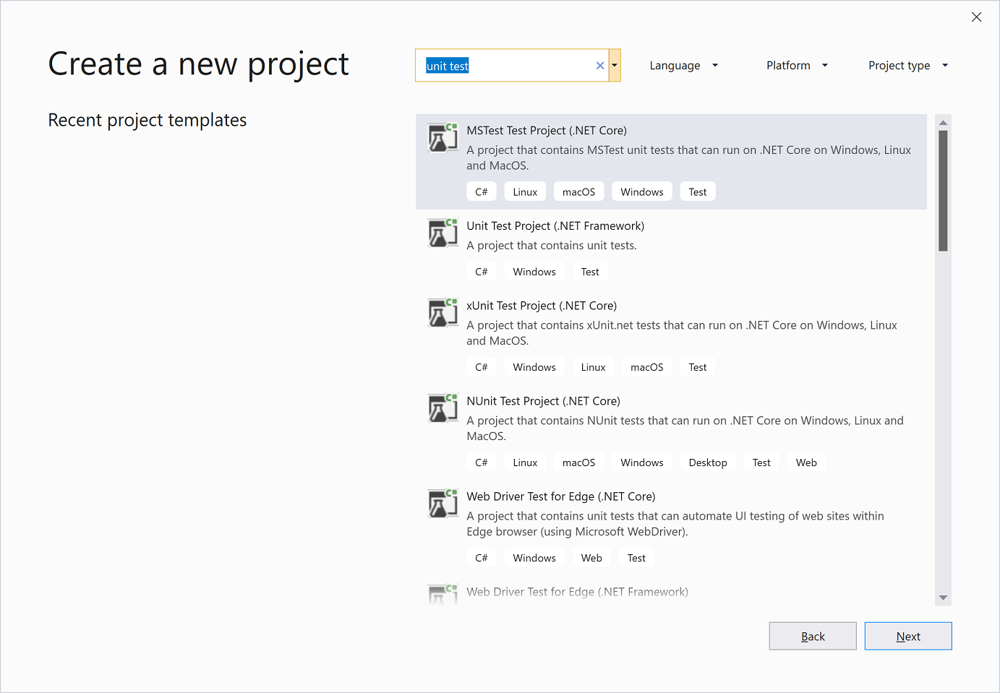 Create a new project
unit test
Language
Platform
Project type
Recent project templates
C#
MSTest Test Project (.NET Core)
A project that contains MSTest unit tests that can run on .NET Core on Windows, Linux
and MacOS.
C# Linux macOS Windows Test
C#
Unit Test Project (.NET Framework)
A project that contains unit tests.
C# Windows Test
C#
xUnit Test Project (.NET Core)
A project that contains xUnit.net tests that can run on .NET Core on Windows, Linux
and MacOS.
C# Windows Linux macOS Test
C#
NUnit Test Project (.NET Core)
A project that contains NUnit tests that can run on .NET Core on Windows, Linux and
MacOS.
C# Linux macOS Windows Desktop Test Web
C#
Web Driver Test for Edge (.NET Core)
A project that contains unit tests that can automate UI testing of web sites within
Edge browser (using Microsoft WebDriver).
C# Windows Web Test
C#
Web Driver Test for Edge (.NET Framework)
Back
Next